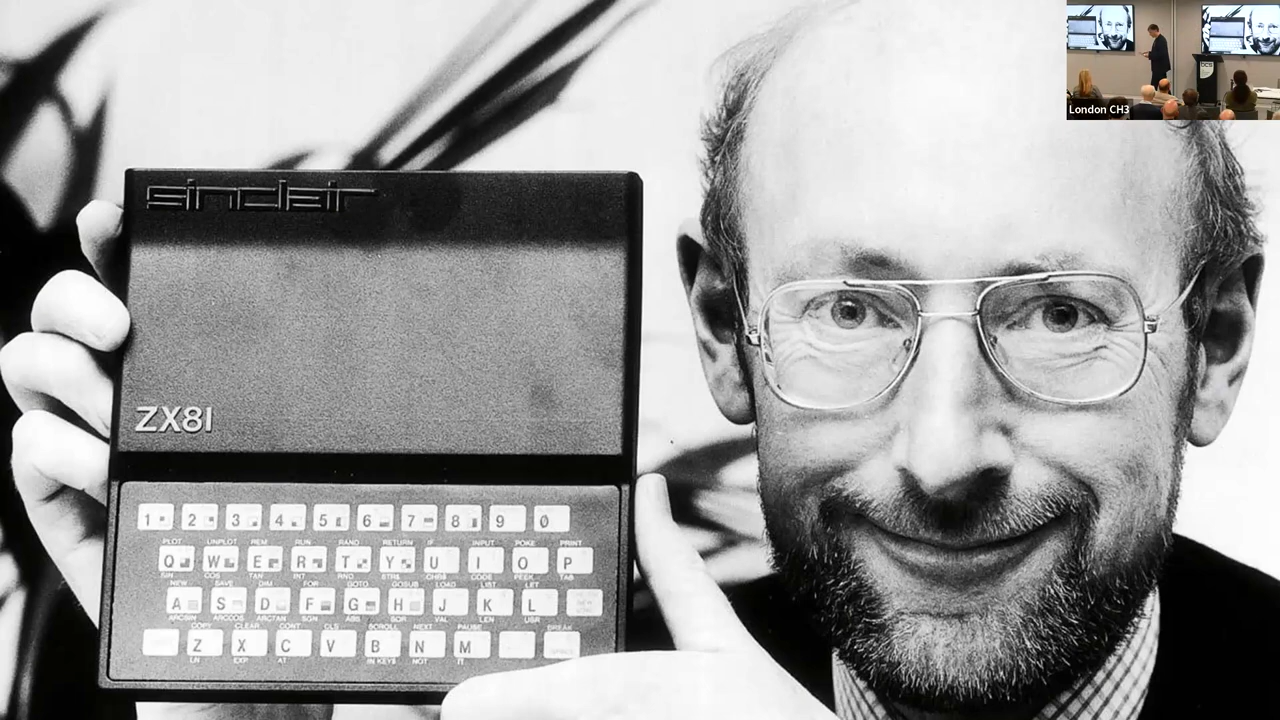 sinclair
ZX81
1 2 3 4 5 6 7 8 9 0
PLOT UNPLOT REM RUN RAND RETURN IF INPUT POKE PRINT
Q W E R T Y U I O P
SIN COS TAN INT RND STR$ CHR$ CODE PEEK TAB
NEW SAVE DIM FOR GOTO GOSUB LOAD LIST LET
A S D F G H J K L
ARCSIN ARCCOS ARCTAN SGN ABS SQR VAL LEN USR
COPY CLEAR CONT CLS SCROLL NEXT PAUSE BREAK
Z X C V B N M
LN EXP AT INKEY$ NOT
London CH3